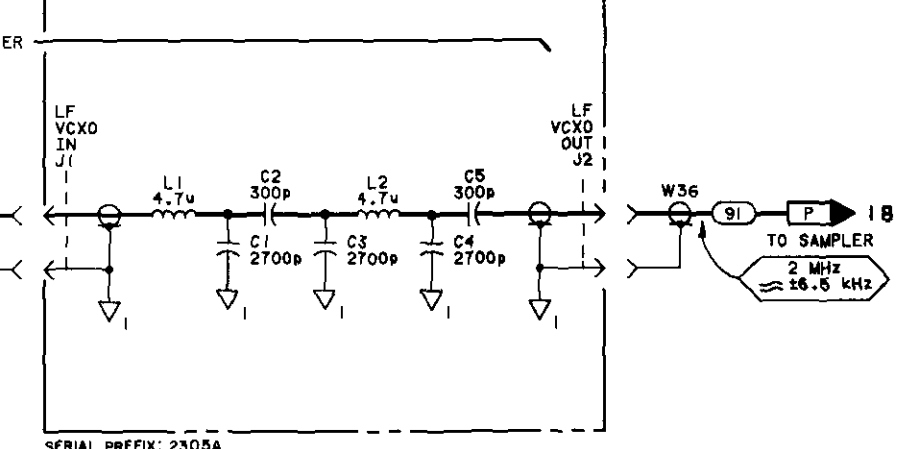 ER
LF
VCXO
IN
J1
LF
VCXO
OUT
J2
L1
4.7u
C2
300p
L2
4.7u
C5
300p
W36
91
P
18
TO SAMPLER
C1
2700p
C3
2700p
C4
2700p
2 MHz
≈ ±6.5 kHz
1
1
1
1
1
SERIAL PREFIX: 2305A